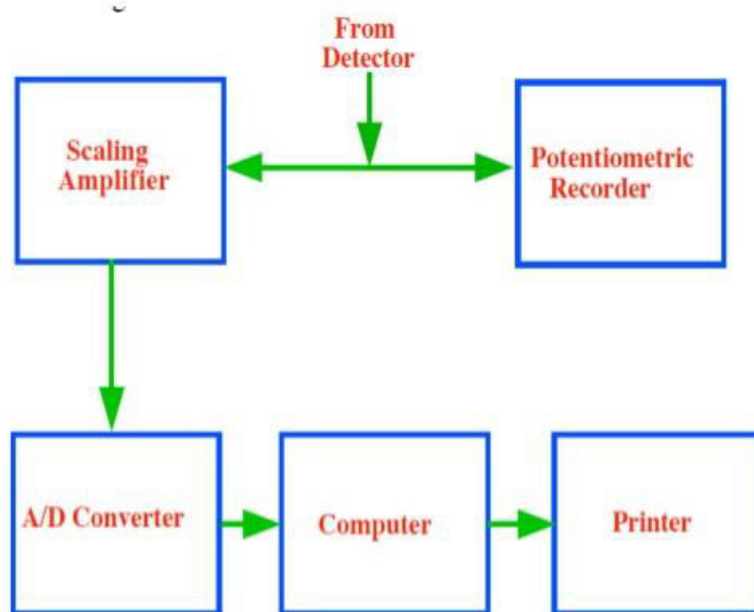 From
Detector
Scaling
Amplifier
Potentiometric
Recorder
A/D Converter
Computer
Printer